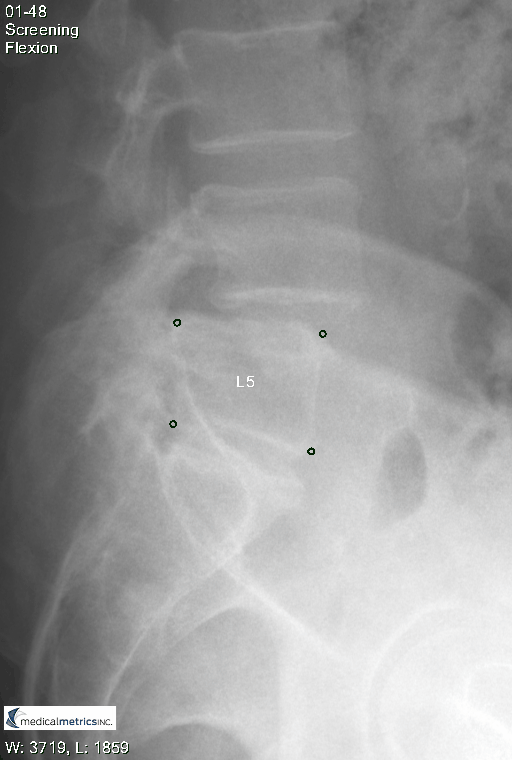 01-48
Screening
Flexion
L5
medicalmetricsINC.
W: 3719, L: 1859